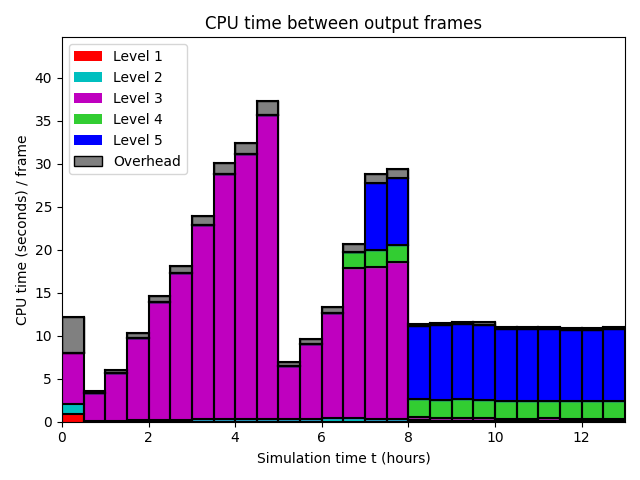 CPU time between output frames
Level 1
Level 2
Level 3
Level 4
Level 5
Overhead
CPU time (seconds) / frame
40
35
30
25
20
15
10
5
0
0 2 4 6 8 10 12
Simulation time t (hours)